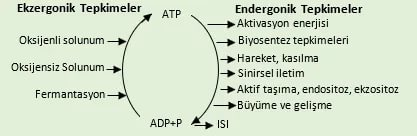 Ekzergonik Tepkimeler
ATP
Endergonik Tepkimeler
Aktivasyon enerjisi
Oksijenli solunum
Biyosentez tepkimeleri
Hareket, kasılma
Oksijensiz Solunum
Sinirsel iletim
Aktif taşıma, endositoz, ekzositoz
Fermantasyon
Büyüme ve gelişme
ADP+P
ISI